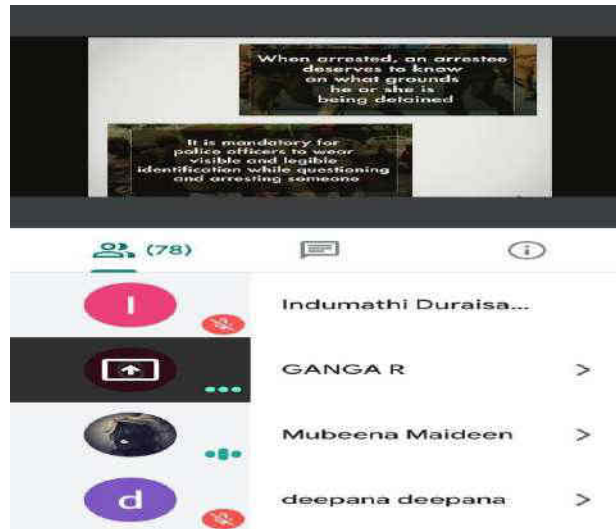 When arrested, an arrestee
deserves to know
on what grounds
he or she is
being detained
It is mandatory for
police officers to wear
visible and legible
identification while questioning
and arresting someone
(78)
I
Indumathi Duraisa...
GANGA R
Mubeena Maideen
d
deepana deepana